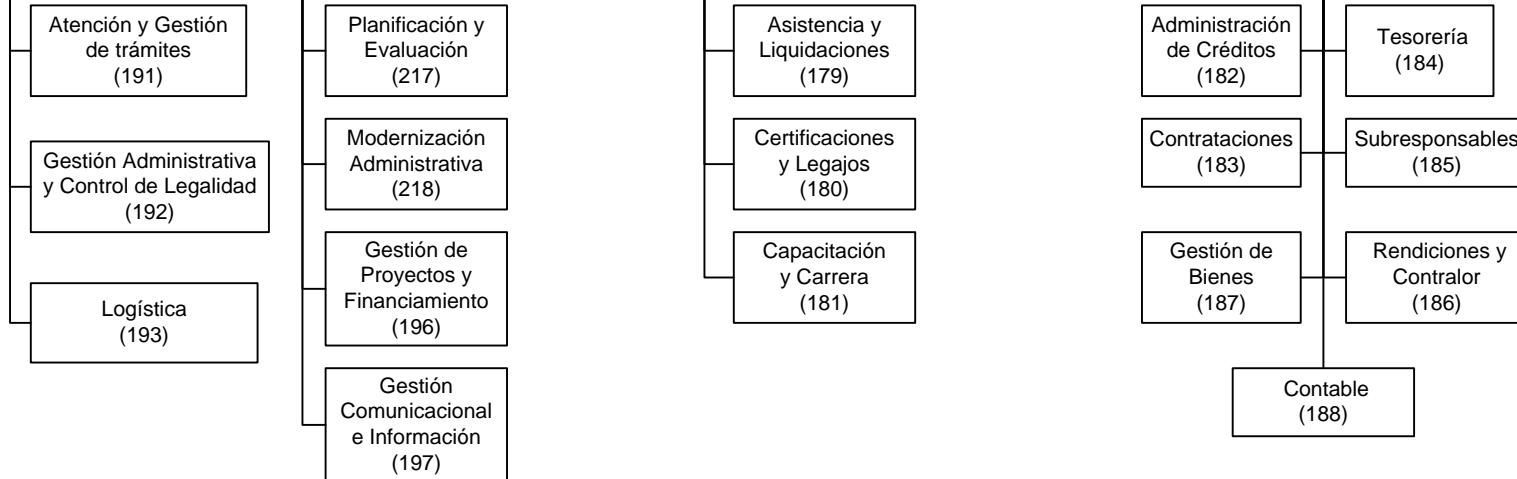 Atención y Gestión
de trámites
(191)
Gestión Administrativa
y Control de Legalidad
(192)
Logística
(193)
Planificación y
Evaluación
(217)
Modernización
Administrativa
(218)
Gestión de
Proyectos y
Financiamiento
(196)
Gestión
Comunicacional
e Información
(197)
Asistencia y
Liquidaciones
(179)
Certificaciones
y Legajos
(180)
Capacitación
y Carrera
(181)
Administración
de Créditos
(182)
Tesorería
(184)
Contrataciones
(183)
Subresponsables
(185)
Gestión de
Bienes
(187)
Rendiciones y
Contralor
(186)
Contable
(188)